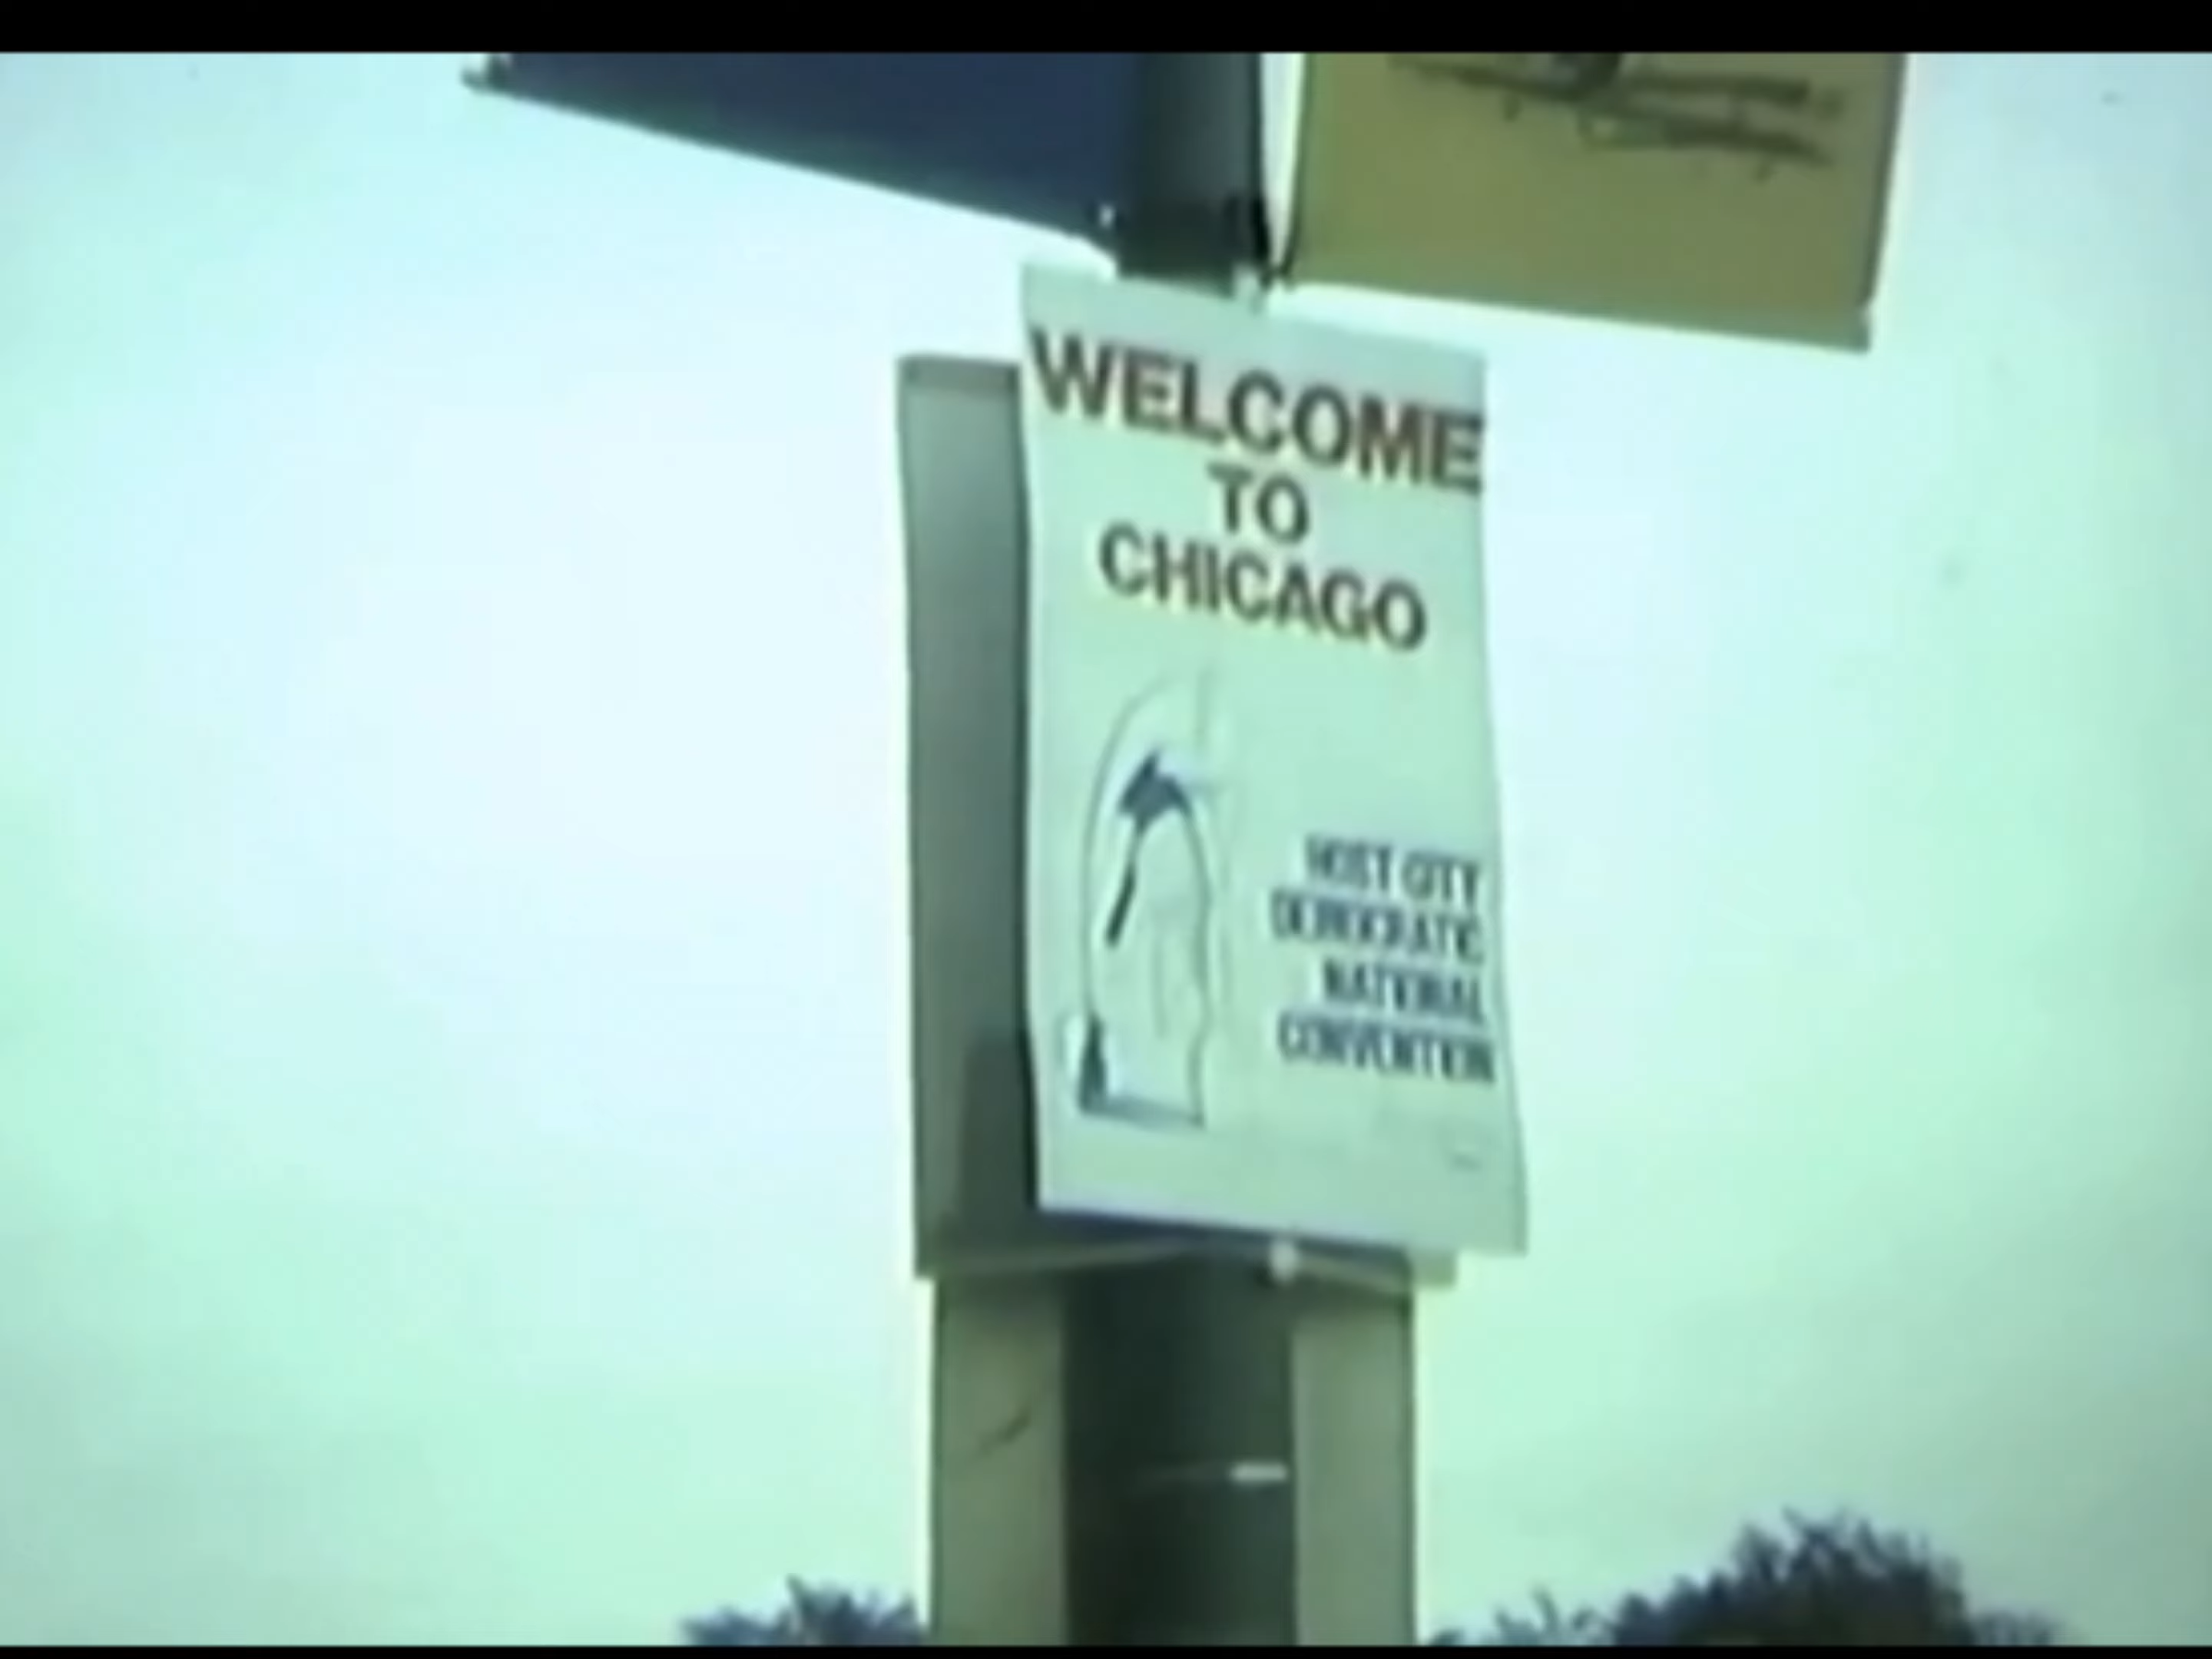 WELCOME
TO
CHICAGO
HOST CITY
DEMOCRATIC
NATIONAL
CONVENTION